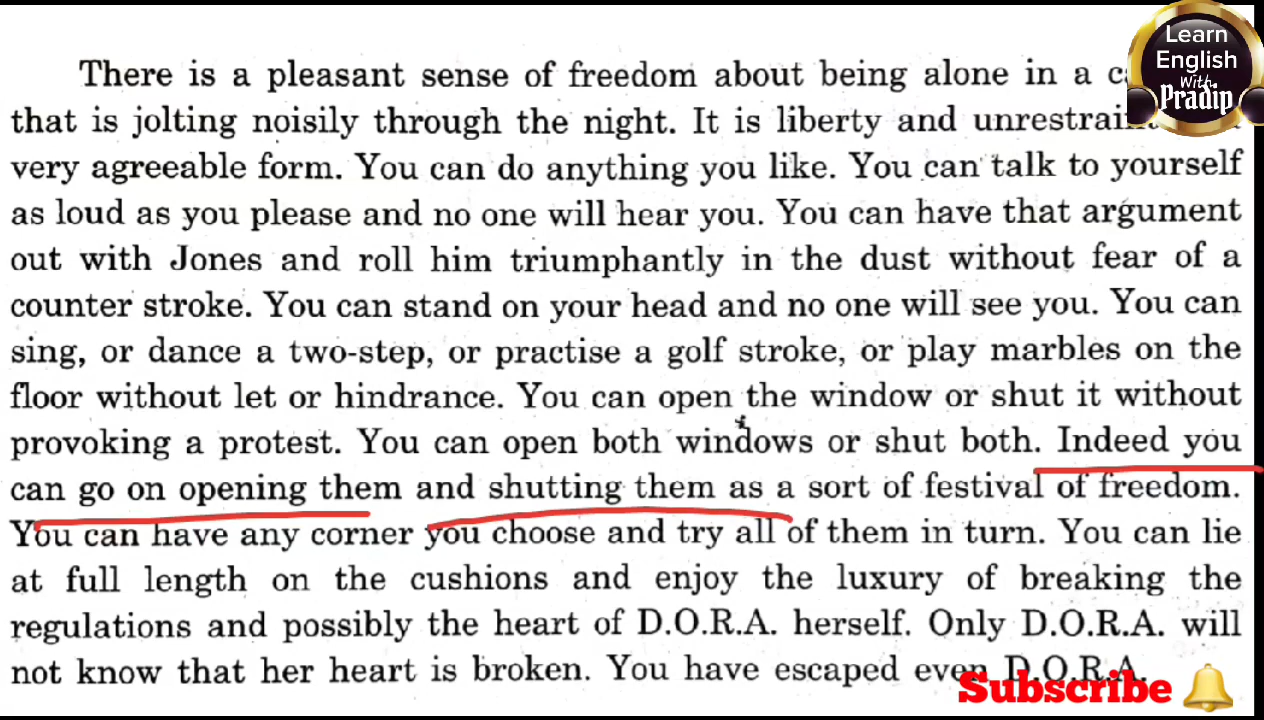 There is a pleasant sense of freedom about being alone in a
that is jolting noisily through the night. It is liberty and
very agreeable form. You can do anything you like. You can talk to yourself
as loud as you please and no one will hear you. You can have that argument
out with Jones and roll him triumphantly in the dust without fear of a
counter stroke. You can stand on your head and no one will see you. You can
sing, or dance a two-step, or practise a golf stroke, or play marbles on the
floor without let or hindrance. You can open the window or shut it without
provoking a protest. You can open both windows or shut both. Indeed you
can go on opening them and shutting them as a sort of festival of freedom.
You can have any corner you choose and try all of them in turn. You can lie
at full length on the cushions and enjoy the luxury of breaking the
regulations and possibly the heart of D.O.R.A. herself. Only D.O.R.A. will
not know that her heart is broken. You have escaped even D.O.R.A.
Learn
English
With
Pradip
Subscribe